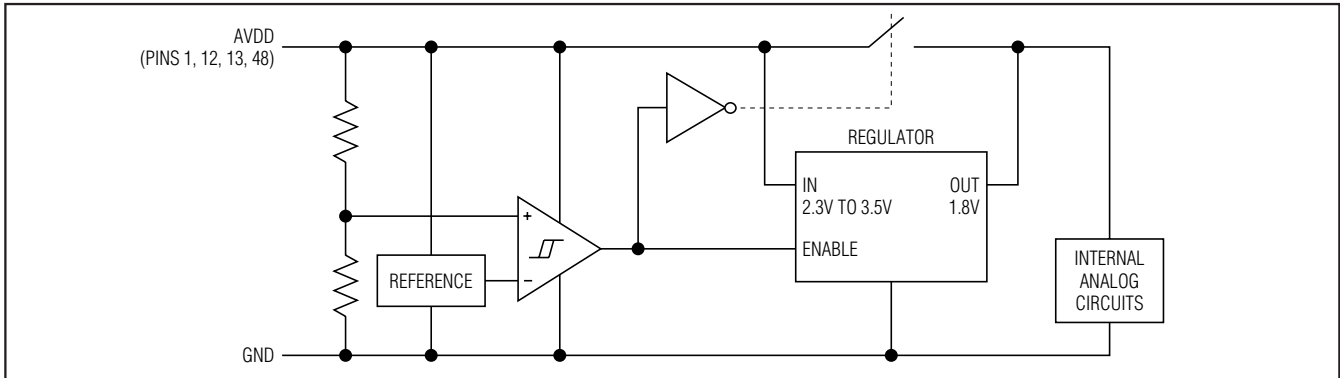 AVDD
(PINS 1, 12, 13, 48)
REGULATOR
IN
2.3V TO 3.5V
OUT
1.8V
+
−
ENABLE
REFERENCE
INTERNAL
ANALOG
CIRCUITS
GND